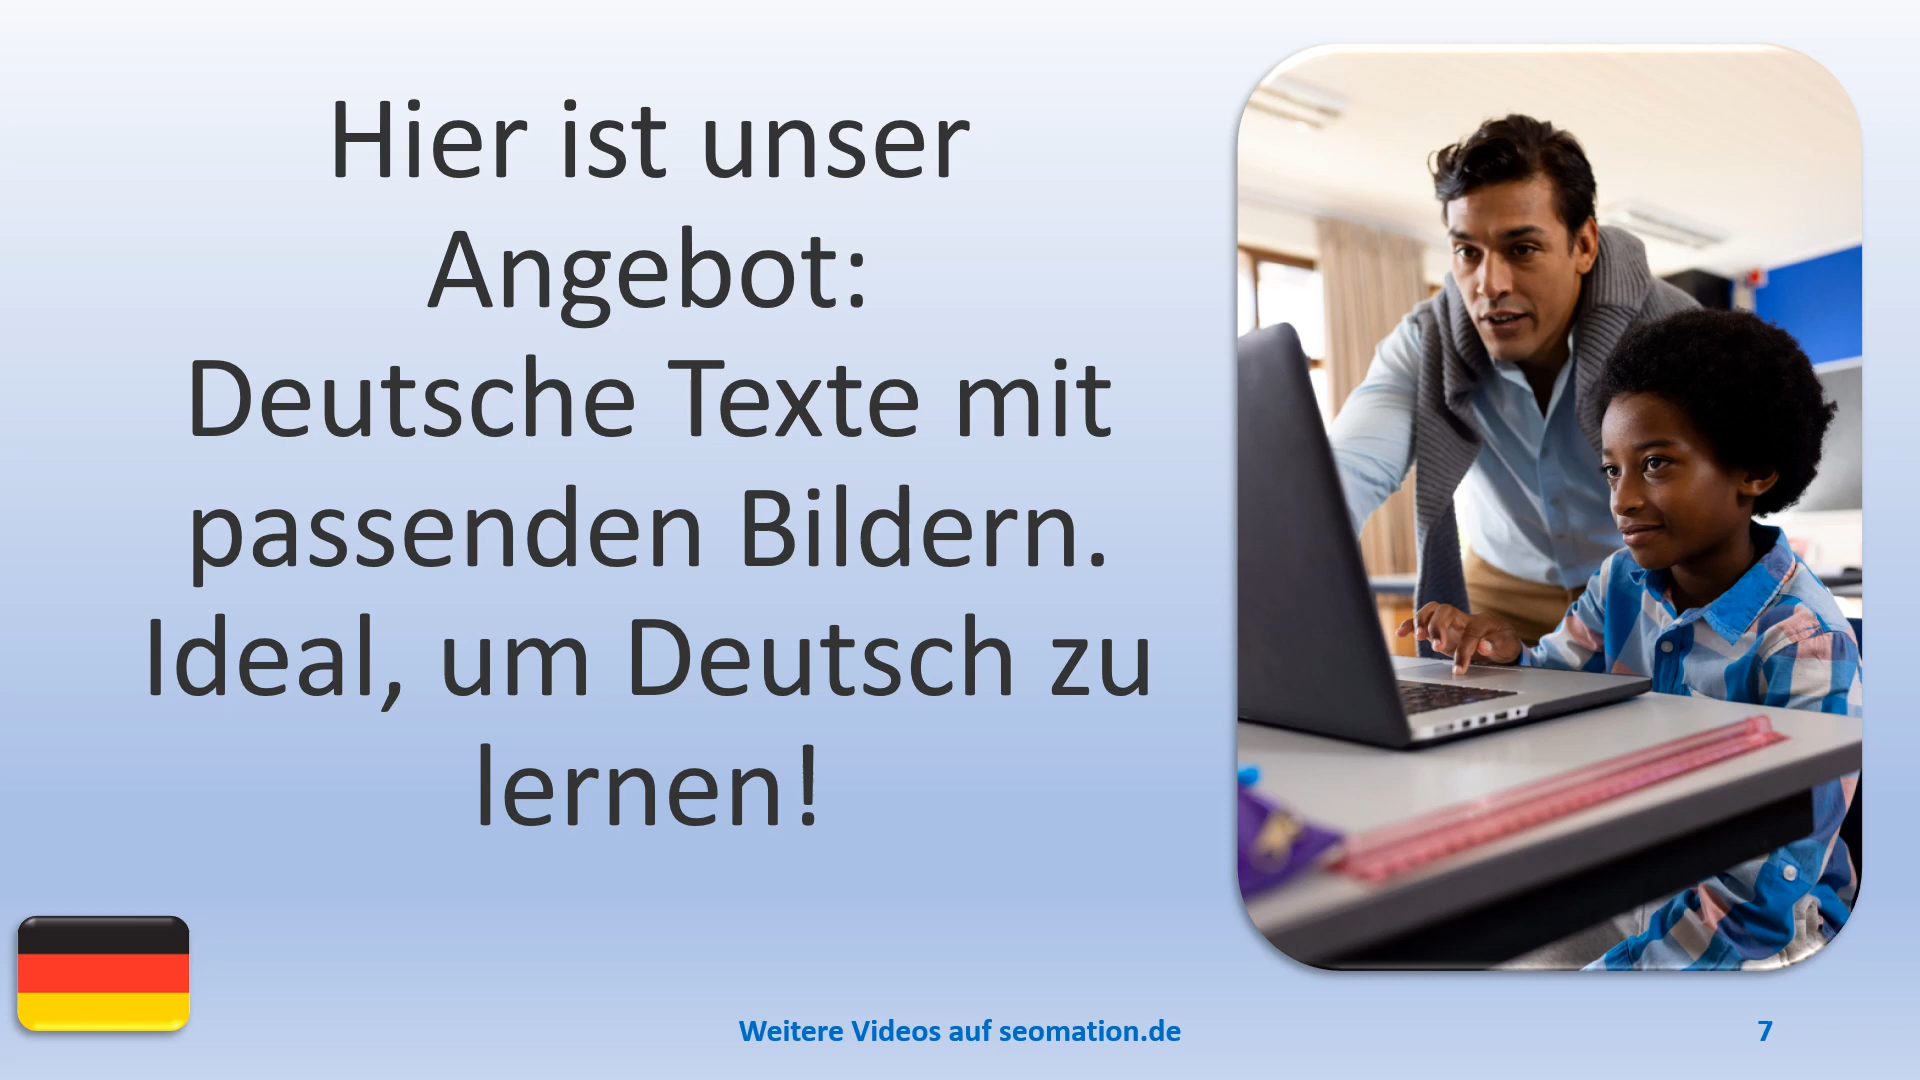 Hier ist unser
Angebot:
Deutsche Texte mit
passenden Bildern.
Ideal, um Deutsch zu
lernen!
Weitere Videos auf seomation.de
7